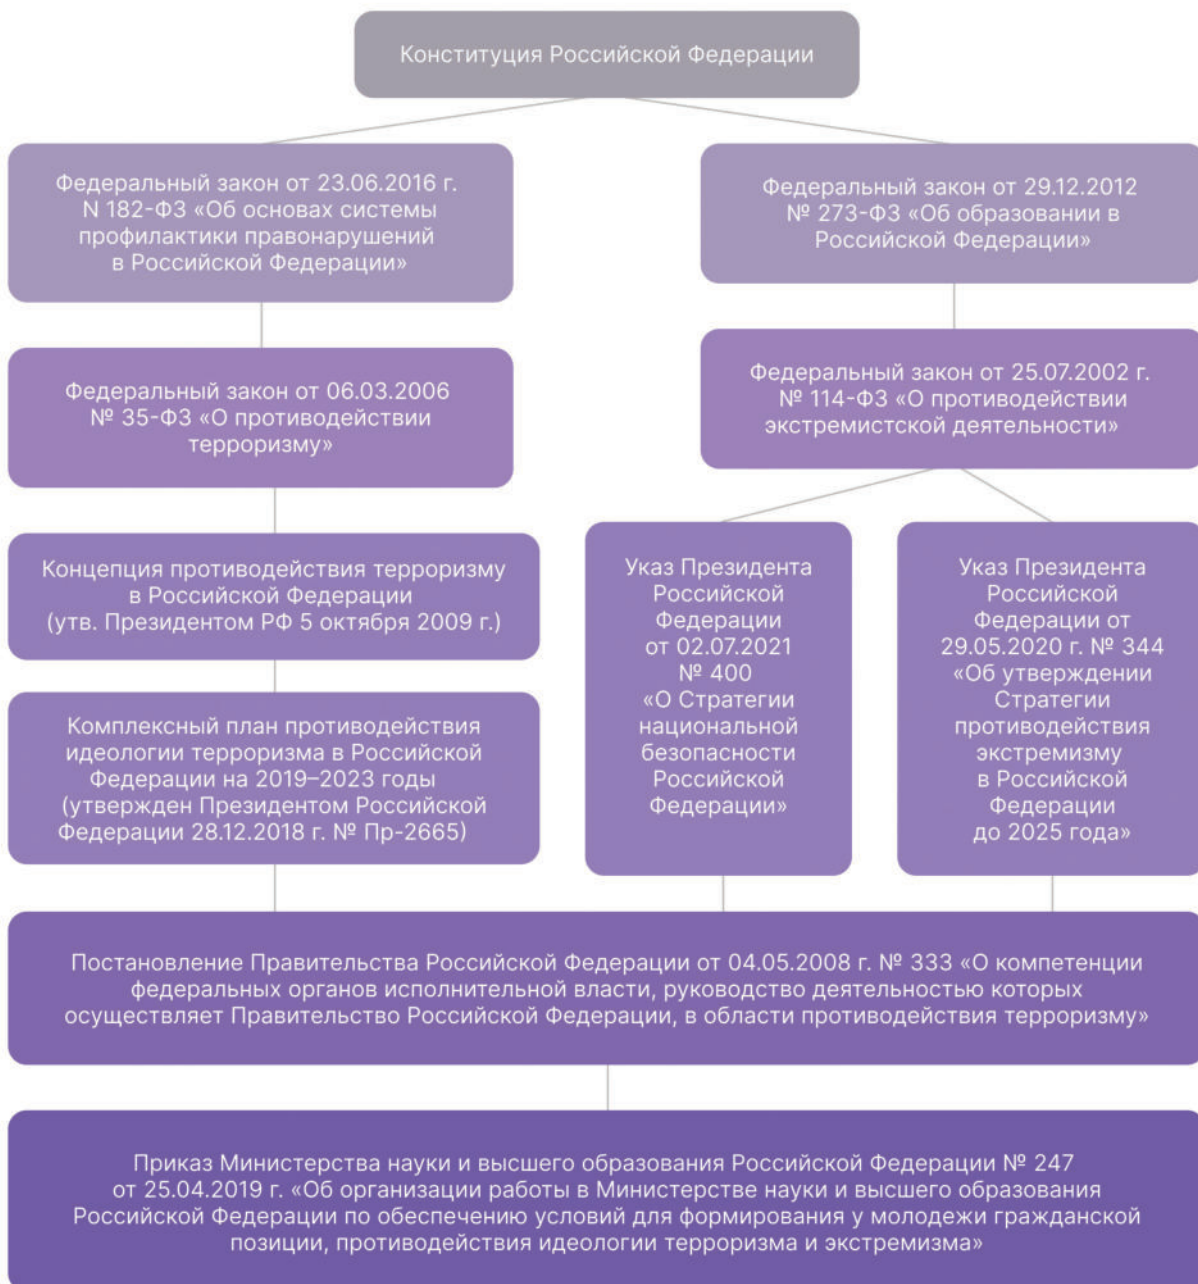 Конституция Российской Федерации
Федеральный закон от 23.06.2016 г.
N 182-ФЗ «Об основах системы
профилактики правонарушений
в Российской Федерации»
Федеральный закон от 29.12.2012
№ 273-ФЗ «Об образовании в
Российской Федерации»
Федеральный закон от 06.03.2006
№ 35-ФЗ «О противодействии
терроризму»
Федеральный закон от 25.07.2002 г.
№ 114-ФЗ «О противодействии
экстремистской деятельности»
Концепция противодействия терроризму
в Российской Федерации
(утв. Президентом РФ 5 октября 2009 г.)
Комплексный план противодействия
идеологии терроризма в Российской
Федерации на 2019–2023 годы
(утвержден Президентом Российской
Федерации 28.12.2018 г. № Пр-2665)
Указ Президента
Российской
Федерации
от 02.07.2021
№ 400
«О Стратегии
национальной
безопасности
Российской
Федерации»
Указ Президента
Российской
Федерации от
29.05.2020 г. № 344
«Об утверждении
Стратегии
противодействия
экстремизму
в Российской
Федерации
до 2025 года»
Постановление Правительства Российской Федерации от 04.05.2008 г. № 333 «О компетенции
федеральных органов исполнительной власти, руководство деятельностью которых
осуществляет Правительство Российской Федерации, в области противодействия терроризму»
Приказ Министерства науки и высшего образования Российской Федерации № 247
от 25.04.2019 г. «Об организации работы в Министерстве науки и высшего образования
Российской Федерации по обеспечению условий для формирования у молодежи гражданской
позиции, противодействия идеологии терроризма и экстремизма»